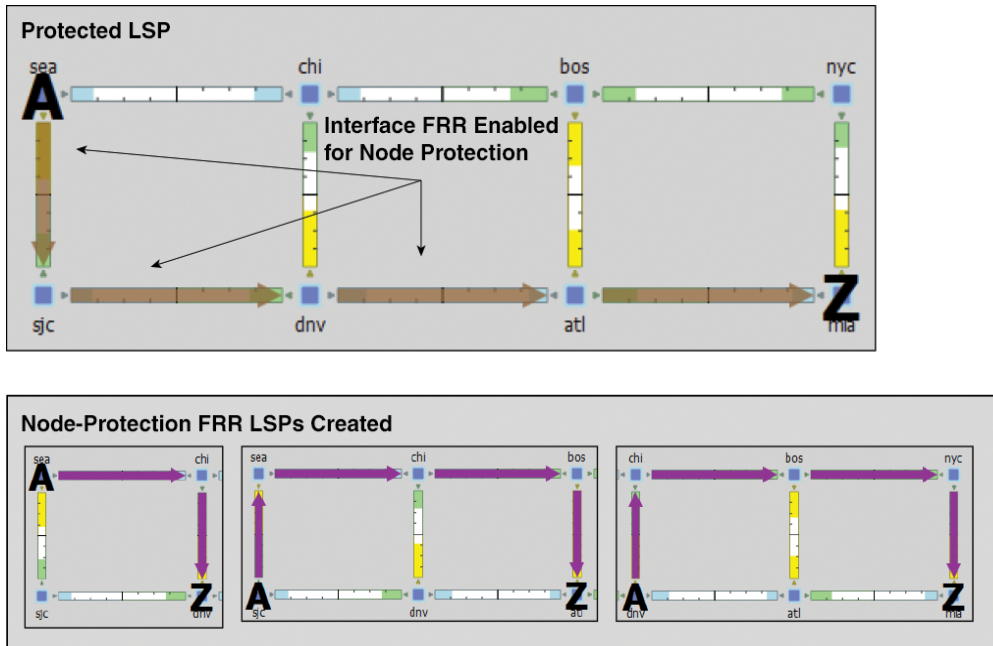 Protected LSP
sea chi bos nyc
A
Interface FRR Enabled
for Node Protection
Z
sjc dnv atl mia
Node-Protection FRR LSPs Created
sea chi
A
Z
sjc dnv
sea chi bos
A Z
sjc dnv atl
chi bos nyc
A Z
dnv atl mia